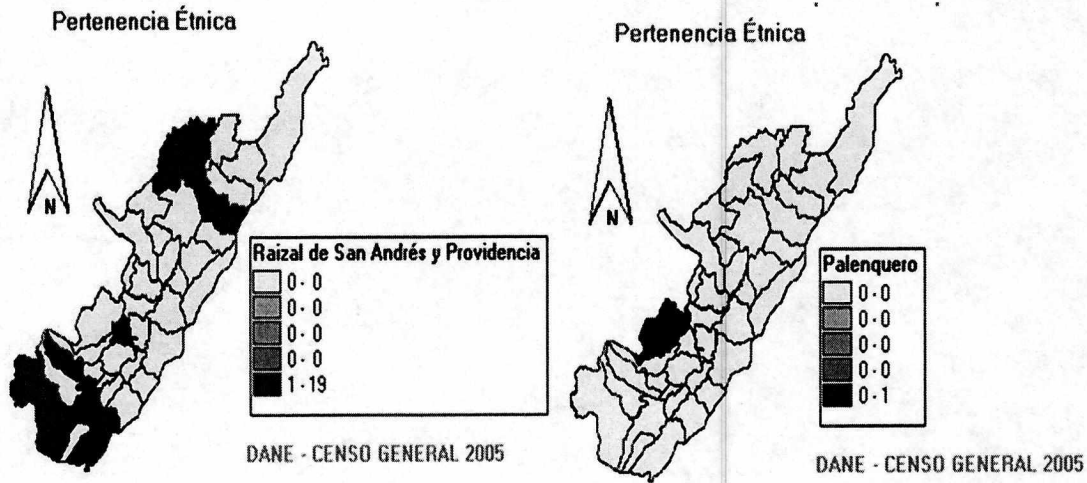 Pertenencia Étnica
N
Raizal de San Andrés y Providencia
0 - 0
0 - 0
0 - 0
0 - 0
1 - 19
DANE - CENSO GENERAL 2005
Pertenencia Étnica
N
Palenquero
0 - 0
0 - 0
0 - 0
0 - 0
0 - 1
DANE - CENSO GENERAL 2005